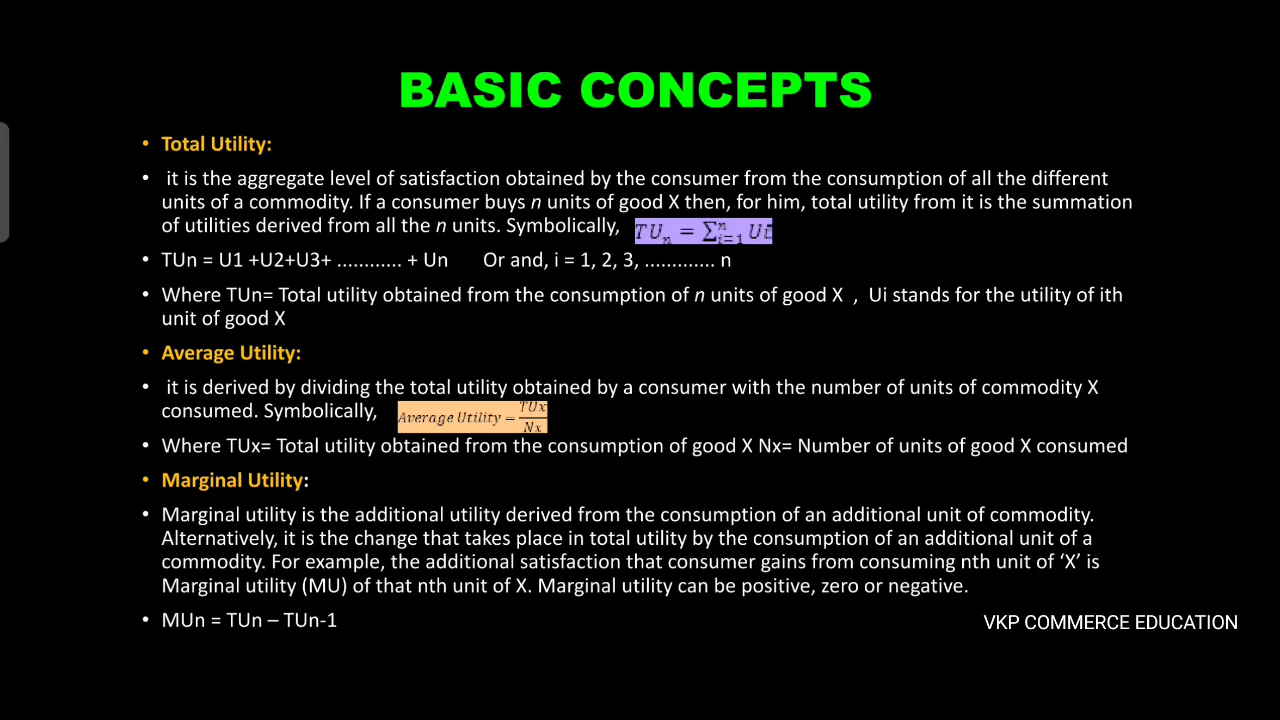 BASIC CONCEPTS
• Total Utility:
• it is the aggregate level of satisfaction obtained by the consumer from the consumption of all the different
units of a commodity. If a consumer buys n units of good X then, for him, total utility from it is the summation
of utilities derived from all the n units. Symbolically, TUₙ = ∑ⁿᵢ₌₁ Ui
• TUn = U1 +U2+U3+ ............ + Un Or and, i = 1, 2, 3, ............. n
• Where TUn= Total utility obtained from the consumption of n units of good X , Ui stands for the utility of ith
unit of good X
• Average Utility:
• it is derived by dividing the total utility obtained by a consumer with the number of units of commodity X
consumed. Symbolically, Average Utility = TUx/Nx
• Where TUx= Total utility obtained from the consumption of good X Nx= Number of units of good X consumed
• Marginal Utility:
• Marginal utility is the additional utility derived from the consumption of an additional unit of commodity.
Alternatively, it is the change that takes place in total utility by the consumption of an additional unit of a
commodity. For example, the additional satisfaction that consumer gains from consuming nth unit of ‘X’ is
Marginal utility (MU) of that nth unit of X. Marginal utility can be positive, zero or negative.
• MUn = TUn – TUn-1
VKP COMMERCE EDUCATION